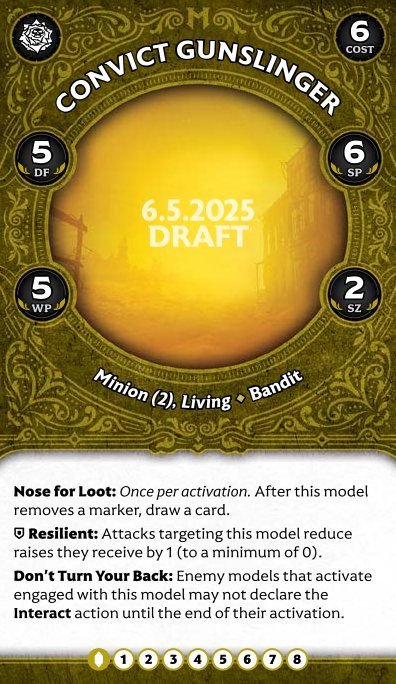 6
COST
CONVICT GUNSLINGER
5
DF
6
SP
6.5.2025
DRAFT
5
WP
2
SZ
Minion (2), Living ⬥ Bandit
Nose for Loot: Once per activation. After this model
removes a marker, draw a card.
Resilient: Attacks targeting this model reduce
raises they receive by 1 (to a minimum of 0).
Don't Turn Your Back: Enemy models that activate
engaged with this model may not declare the
Interact action until the end of their activation.
1 2 3 4 5 6 7 8